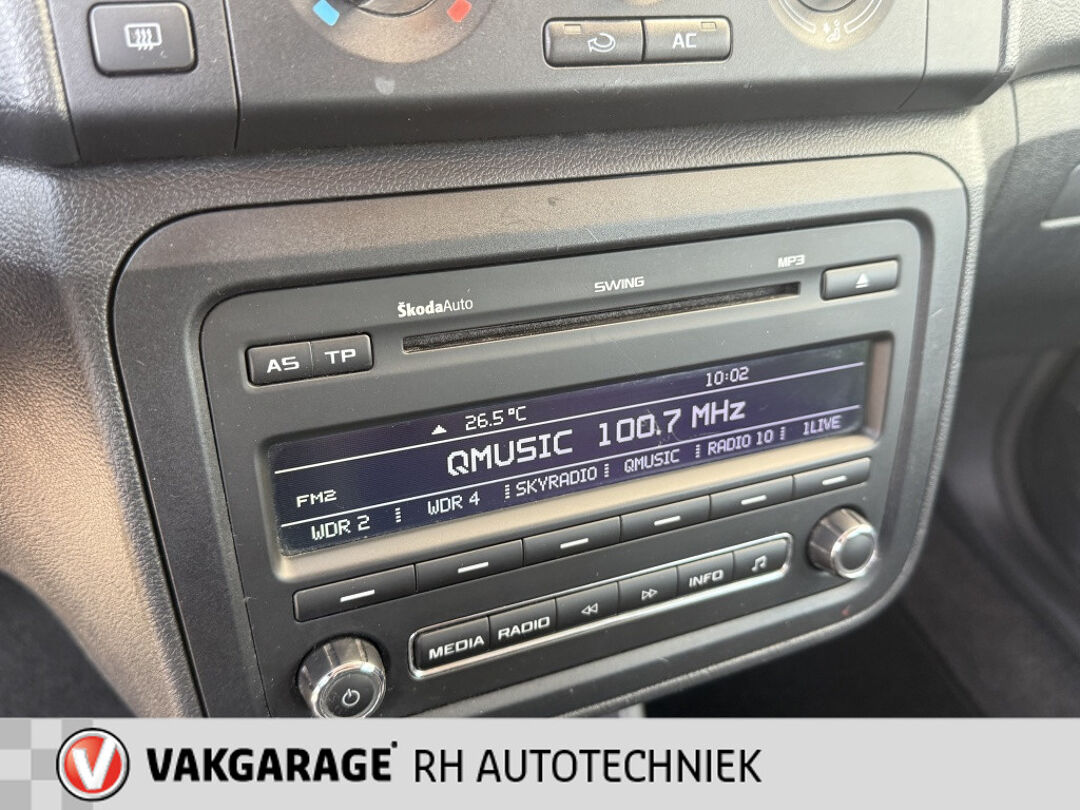 AC
MP3
SWING
ŠkodaAuto
AS TP
10:02
26.5°C
QMUSIC 100.7 MHz
FM2
WDR 2 WDR 4 SKYRADIO QMUSIC RADIO 10 1LIVE
MEDIA RADIO INFO
VAKGARAGE RH AUTOTECHNIEK